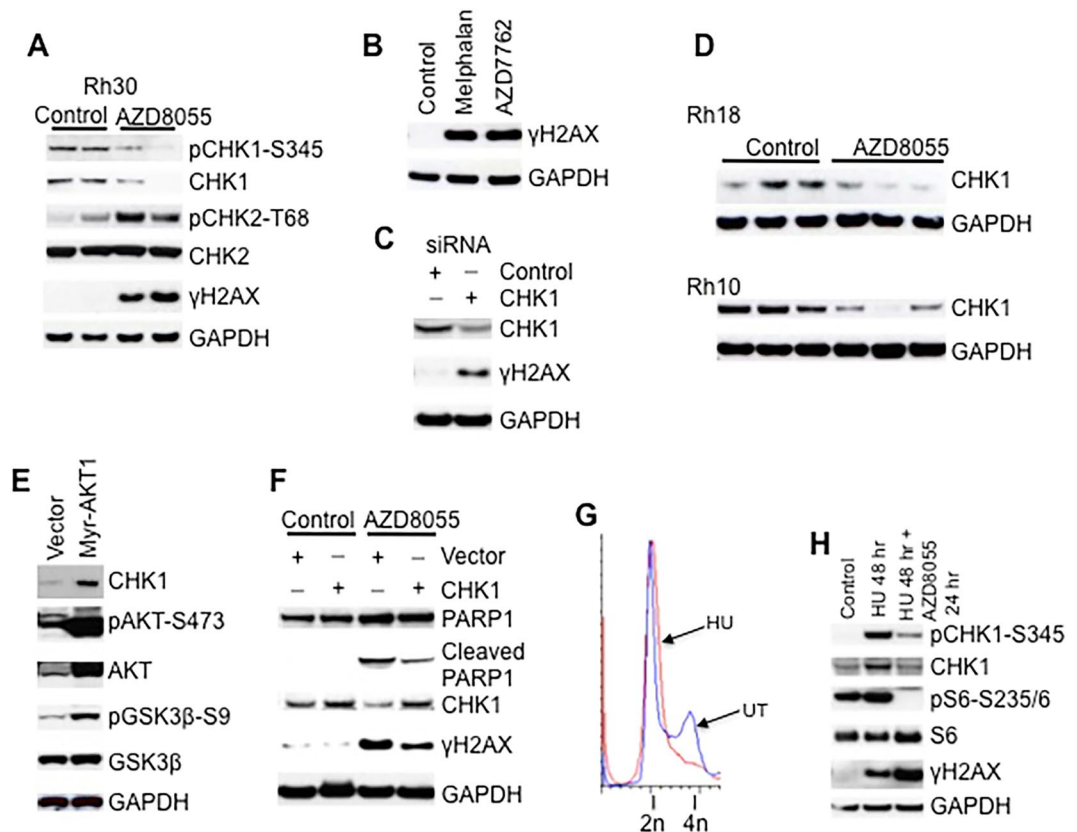 A
Rh30
Control AZD8055
pCHK1-S345
CHK1
pCHK2-T68
CHK2
γH2AX
GAPDH
B
Control
Melphalan
AZD7762
γH2AX
GAPDH
C
siRNA
+ – Control
– + CHK1
CHK1
γH2AX
GAPDH
D
Rh18
Control AZD8055
CHK1
GAPDH
Rh10
CHK1
GAPDH
E
Vector
Myr-AKT1
CHK1
pAKT-S473
AKT
pGSK3β-S9
GSK3β
GAPDH
F
Control AZD8055
+ – + – Vector
– + – + CHK1
PARP1
Cleaved
PARP1
CHK1
γH2AX
GAPDH
G
HU
UT
2n 4n
H
Control
HU 48 hr
HU 48 hr +
AZD8055
24 hr
pCHK1-S345
CHK1
pS6-S235/6
S6
γH2AX
GAPDH